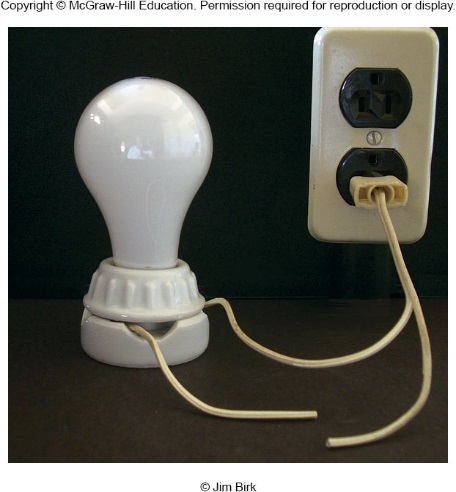 Copyright © McGraw-Hill Education. Permission required for reproduction or display.
© Jim Birk